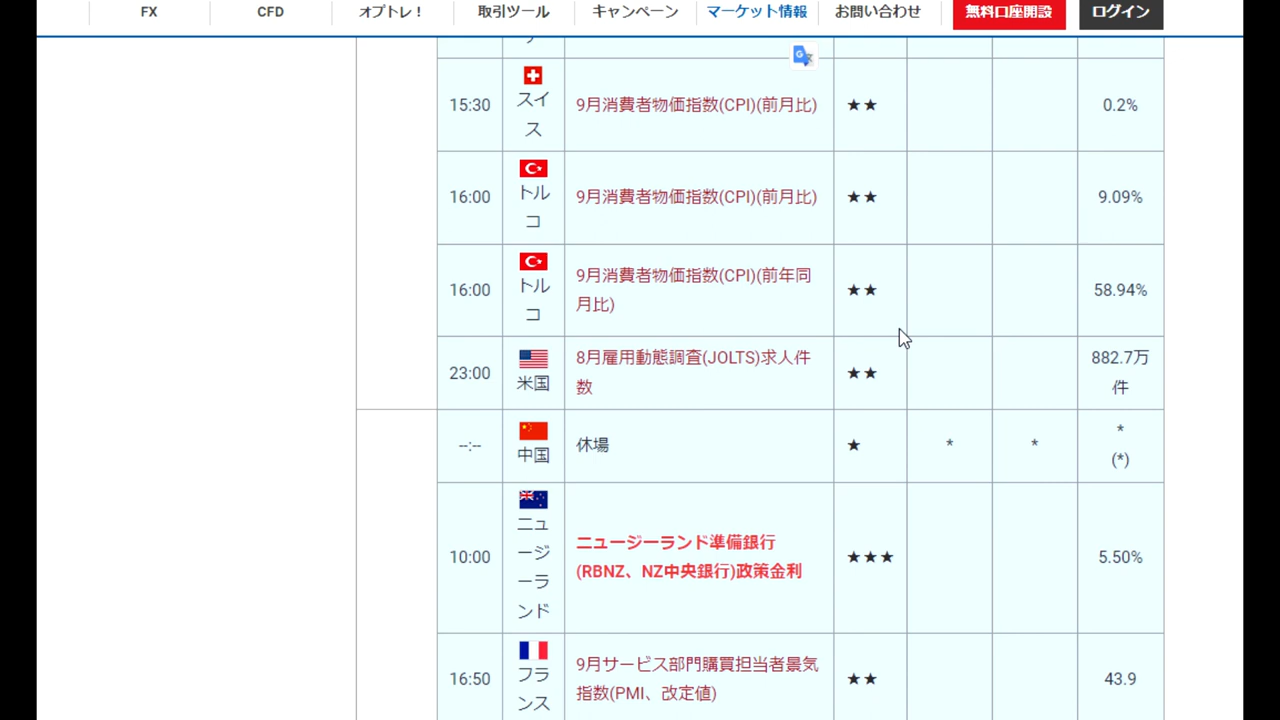 FX CFD オプトレ！ 取引ツール キャンペーン マーケット情報 お問い合わせ 無料口座開設 ログイン
15:30 スイス 9月消費者物価指数(CPI)(前月比) ★★ 0.2%
16:00 トルコ 9月消費者物価指数(CPI)(前月比) ★★ 9.09%
16:00 トルコ 9月消費者物価指数(CPI)(前年同
月比) ★★ 58.94%
23:00 米国 8月雇用動態調査(JOLTS)求人件
数 ★★ 882.7万
件
--:-- 中国 休場 ★ * * *
(*)
10:00 ニュージーランド ニュージーランド準備銀行
(RBNZ、NZ中央銀行)政策金利 ★★★ 5.50%
16:50 フランス 9月サービス部門購買担当者景気
指数(PMI、改定値) ★★ 43.9